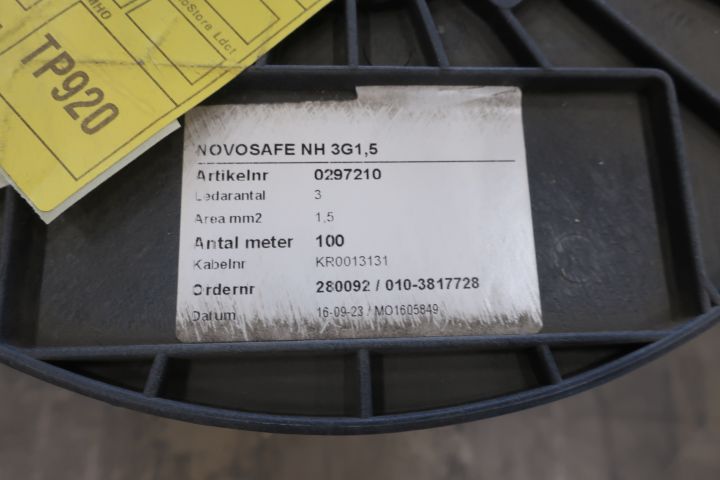 TP920
NOVOSAFE NH 3G1,5
Artikelnr 0297210
Ledarantal 3
Area mm2 1,5
Antal meter 100
Kabelnr KR0013131
Ordernr 280092 / 010-3817728
Datum 16-09-23 / MO1605849